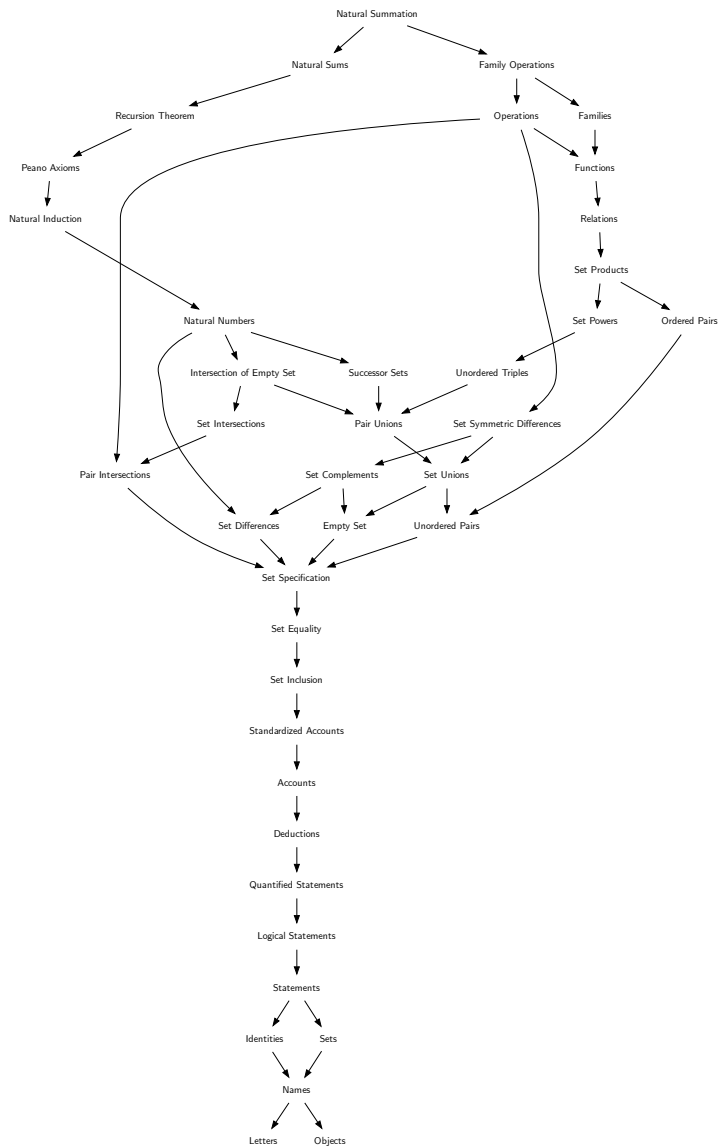 Natural Summation
Natural Sums
Family Operations
Recursion Theorem
Operations
Families
Peano Axioms
Functions
Natural Induction
Relations
Set Products
Natural Numbers
Set Powers
Ordered Pairs
Intersection of Empty Set
Successor Sets
Unordered Triples
Set Intersections
Pair Unions
Set Symmetric Differences
Pair Intersections
Set Complements
Set Unions
Set Differences
Empty Set
Unordered Pairs
Set Specification
Set Equality
Set Inclusion
Standardized Accounts
Accounts
Deductions
Quantified Statements
Logical Statements
Statements
Identities
Sets
Names
Letters
Objects